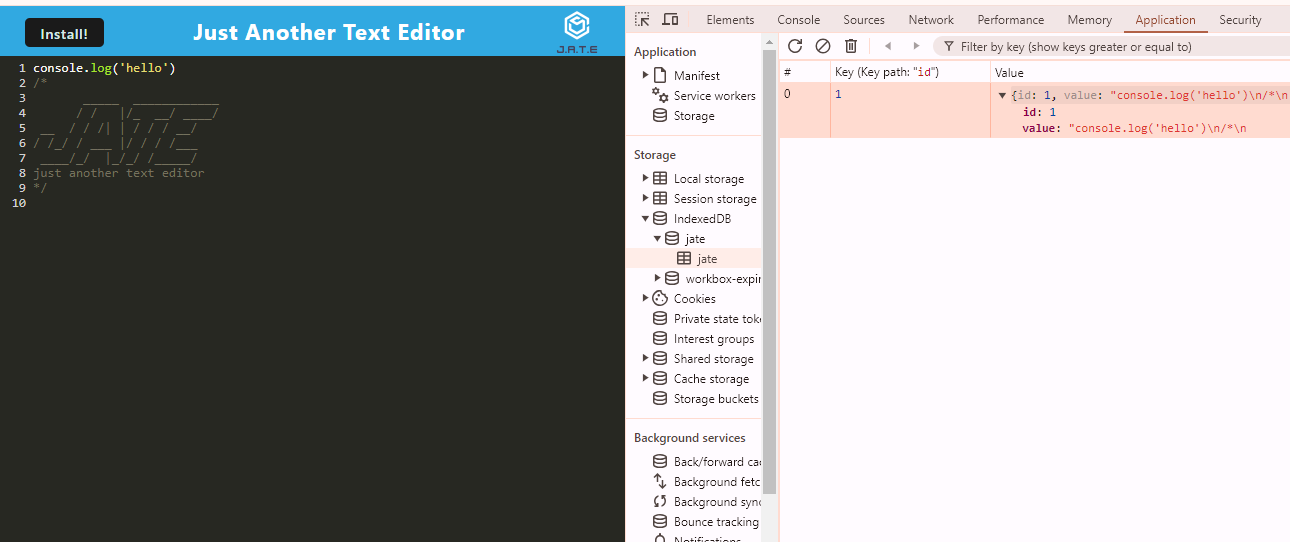 Install!
Just Another Text Editor
J.A.T.E
1 console.log('hello')
2 /*
3        _____  ____________
4       / /   |/_  __/ ____/
5  __  / / /| | / / / __/
6 / /_/ / ___ |/ / / /___
7  ____/_/  |_/_/ /_____/
8 just another text editor
9 */
10
Elements Console Sources Network Performance Memory Application Security
Application
Manifest
Service workers
Storage
Storage
Local storage
Session storage
IndexedDB
jate
jate
workbox-expir
Cookies
Private state tok
Interest groups
Shared storage
Cache storage
Storage buckets
Background services
Back/forward ca
Background fetc
Background sync
Bounce tracking
Notifications
Filter by key (show keys greater or equal to)
# Key (Key path: "id") Value
0 1 {id: 1, value: "console.log('hello')\n/*\n
id: 1
value: "console.log('hello')\n/*\n